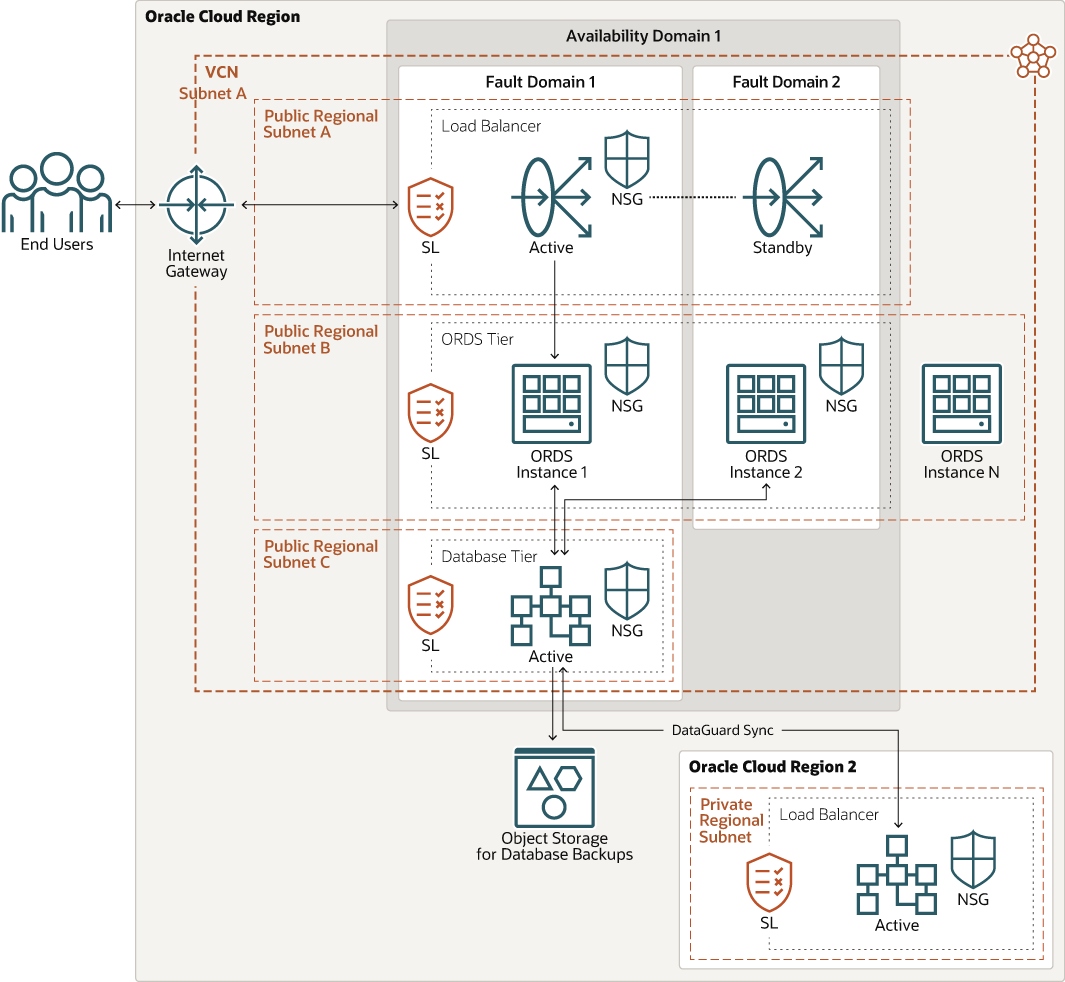 Oracle Cloud Region
Availability Domain 1
VCN
Subnet A
Fault Domain 1
Fault Domain 2
Public Regional
Subnet A
Load Balancer
NSG
SL
Active
Standby
End Users
Internet
Gateway
Public Regional
Subnet B
ORDS Tier
NSG
NSG
SL
ORDS
Instance 1
ORDS
Instance 2
ORDS
Instance N
Public Regional
Subnet C
Database Tier
NSG
SL
Active
DataGuard Sync
Object Storage
for Database Backups
Oracle Cloud Region 2
Private
Regional
Subnet
Load Balancer
NSG
SL
Active